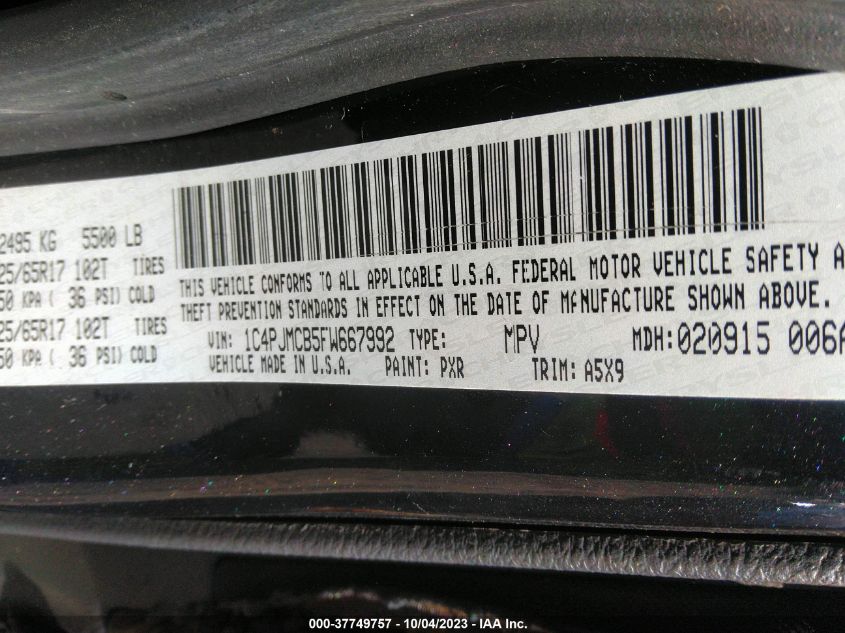 2495 KG 5500 LB
25/65R17 102T TIRES
50 KPA ( 36 PSI) COLD
25/65R17 102T TIRES
50 KPA ( 36 PSI) COLD
THIS VEHICLE CONFORMS TO ALL APPLICABLE U.S.A. FEDERAL MOTOR VEHICLE SAFETY A
THEFT PREVENTION STANDARDS IN EFFECT ON THE DATE OF MANUFACTURE SHOWN ABOVE.
VIN: 1C4PJMCB5FW667992 TYPE: MPV MDH:020915 006A
VEHICLE MADE IN U.S.A. PAINT: PXR TRIM: A5X9
000-37749757 - 10/04/2023 - IAA Inc.